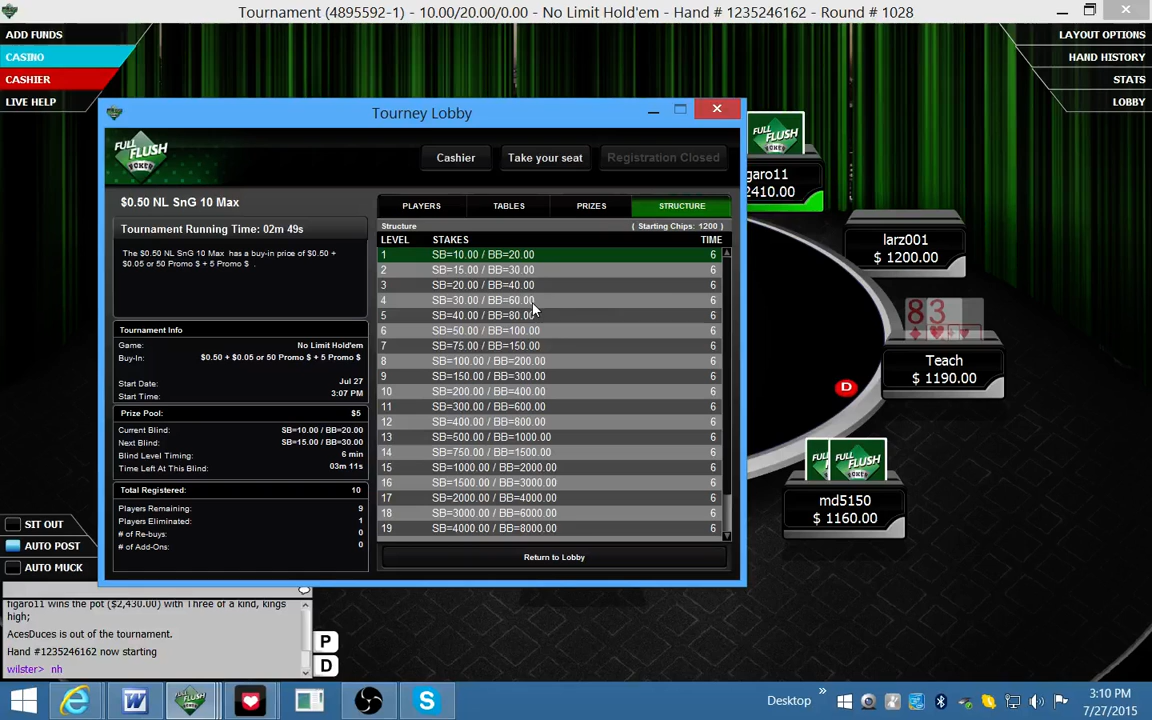 Tournament (4895592-1) - 10.00/20.00/0.00 - No Limit Hold'em - Hand # 1235246162 - Round # 1028
ADD FUNDS
CASINO
CASHIER
LIVE HELP
LAYOUT OPTIONS
HAND HISTORY
STATS
LOBBY
Tourney Lobby
FULL FLUSH POKER
Cashier
Take your seat
Registration Closed
$0.50 NL SnG 10 Max
Tournament Running Time: 02m 49s
The $0.50 NL SnG 10 Max has a buy-in price of $0.50 +
$0.05 or 50 Promo $ + 5 Promo $ .
Tournament Info
Game: No Limit Hold'em
Buy-In: $0.50 + $0.05 or 50 Promo $ + 5 Promo $
Start Date: Jul 27
Start Time: 3:07 PM
Prize Pool: $5
Current Blind: SB=10.00 / BB=20.00
Next Blind: SB=15.00 / BB=30.00
Blind Level Timing: 6 min
Time Left At This Blind: 03m 11s
Total Registered: 10
Players Remaining: 9
Players Eliminated: 1
# of Re-buys: 0
# of Add-Ons: 0
PLAYERS TABLES PRIZES STRUCTURE
Structure ( Starting Chips: 1200 )
LEVEL STAKES TIME
1 SB=10.00 / BB=20.00 6
2 SB=15.00 / BB=30.00 6
3 SB=20.00 / BB=40.00 6
4 SB=30.00 / BB=60.00 6
5 SB=40.00 / BB=80.00 6
6 SB=50.00 / BB=100.00 6
7 SB=75.00 / BB=150.00 6
8 SB=100.00 / BB=200.00 6
9 SB=150.00 / BB=300.00 6
10 SB=200.00 / BB=400.00 6
11 SB=300.00 / BB=600.00 6
12 SB=400.00 / BB=800.00 6
13 SB=500.00 / BB=1000.00 6
14 SB=750.00 / BB=1500.00 6
15 SB=1000.00 / BB=2000.00 6
16 SB=1500.00 / BB=3000.00 6
17 SB=2000.00 / BB=4000.00 6
18 SB=3000.00 / BB=6000.00 6
19 SB=4000.00 / BB=8000.00 6
Return to Lobby
FULL FLUSH
garo11
2410.00
larz001
$ 1200.00
8 3
Teach
$ 1190.00
D
FULL FLUSH
md5150
$ 1160.00
SIT OUT
AUTO POST
AUTO MUCK
figaro11 wins the pot ($2,430.00) with Three of a kind, kings
high;
AcesDuces is out of the tournament.
Hand #1235246162 now starting
wilster> nh
P
D
Desktop
3:10 PM
7/27/2015